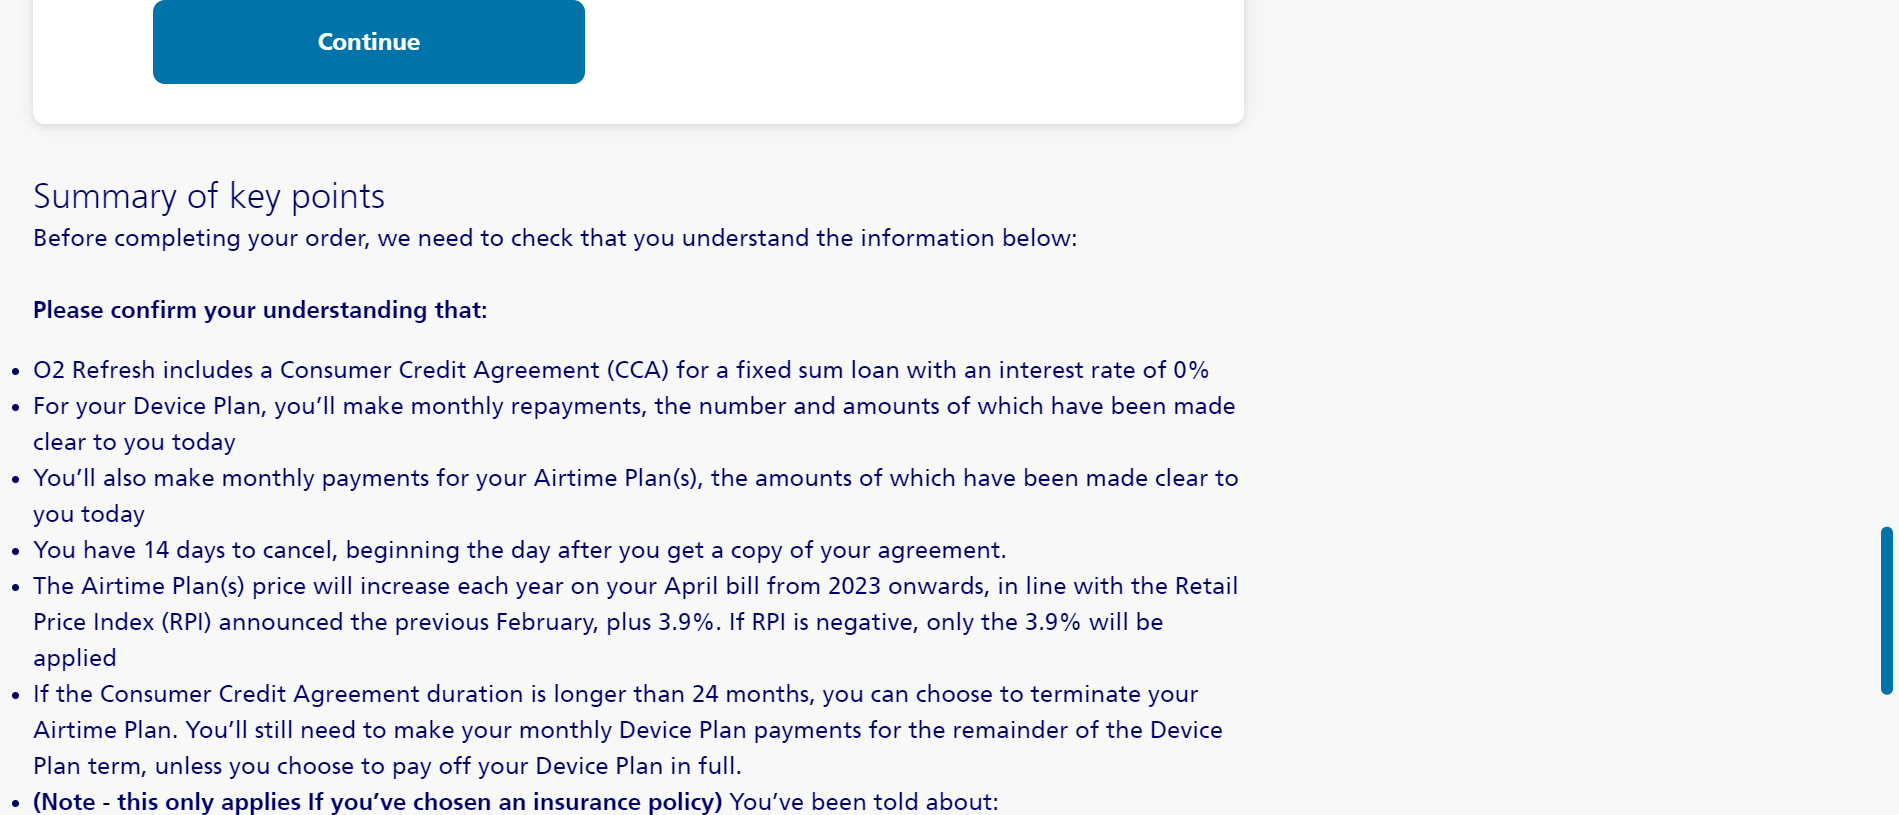 Continue
Summary of key points
Before completing your order, we need to check that you understand the information below:
Please confirm your understanding that:
• O2 Refresh includes a Consumer Credit Agreement (CCA) for a fixed sum loan with an interest rate of 0%
• For your Device Plan, you’ll make monthly repayments, the number and amounts of which have been made
clear to you today
• You’ll also make monthly payments for your Airtime Plan(s), the amounts of which have been made clear to
you today
• You have 14 days to cancel, beginning the day after you get a copy of your agreement.
• The Airtime Plan(s) price will increase each year on your April bill from 2023 onwards, in line with the Retail
Price Index (RPI) announced the previous February, plus 3.9%. If RPI is negative, only the 3.9% will be
applied
• If the Consumer Credit Agreement duration is longer than 24 months, you can choose to terminate your
Airtime Plan. You’ll still need to make your monthly Device Plan payments for the remainder of the Device
Plan term, unless you choose to pay off your Device Plan in full.
• (Note - this only applies If you’ve chosen an insurance policy) You’ve been told about: